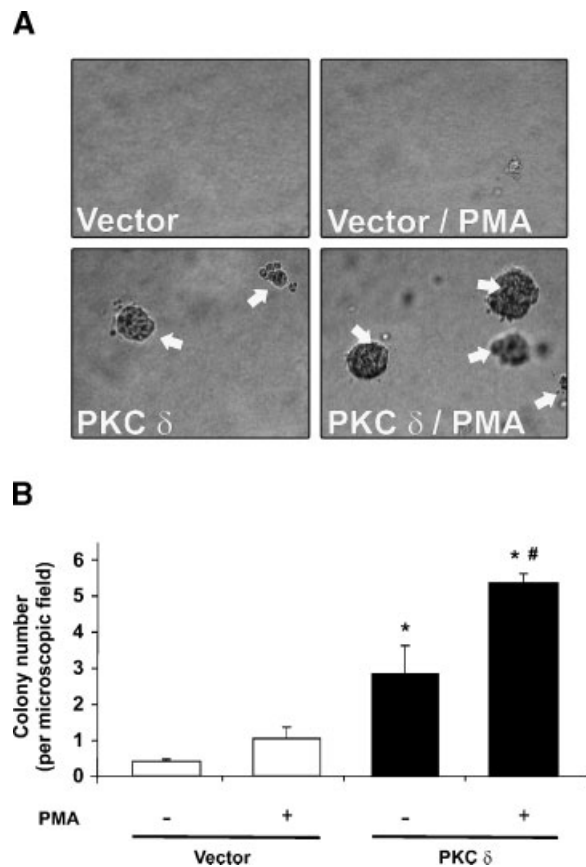 A
Vector
Vector / PMA
PKC δ
PKC δ / PMA
B
Colony number
(per microscopic field)
6
5
4
3
2
1
0
*
* #
PMA - + - +
Vector PKC δ